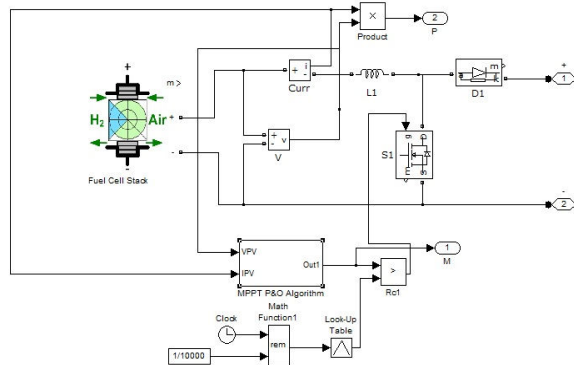 ×
Product
2
P
+
m >
i
+
-
Curr
L1
m
D1
+
1
H₂
Air
+
-
+
-
v
V
g
D
S1
E
S
-
Fuel Cell Stack
-
2
VPV
IPV
Out1
MPPT P&O Algorithm
>
Rc1
1
M
Math
Function1
Clock
rem
Look-Up
Table
1/10000